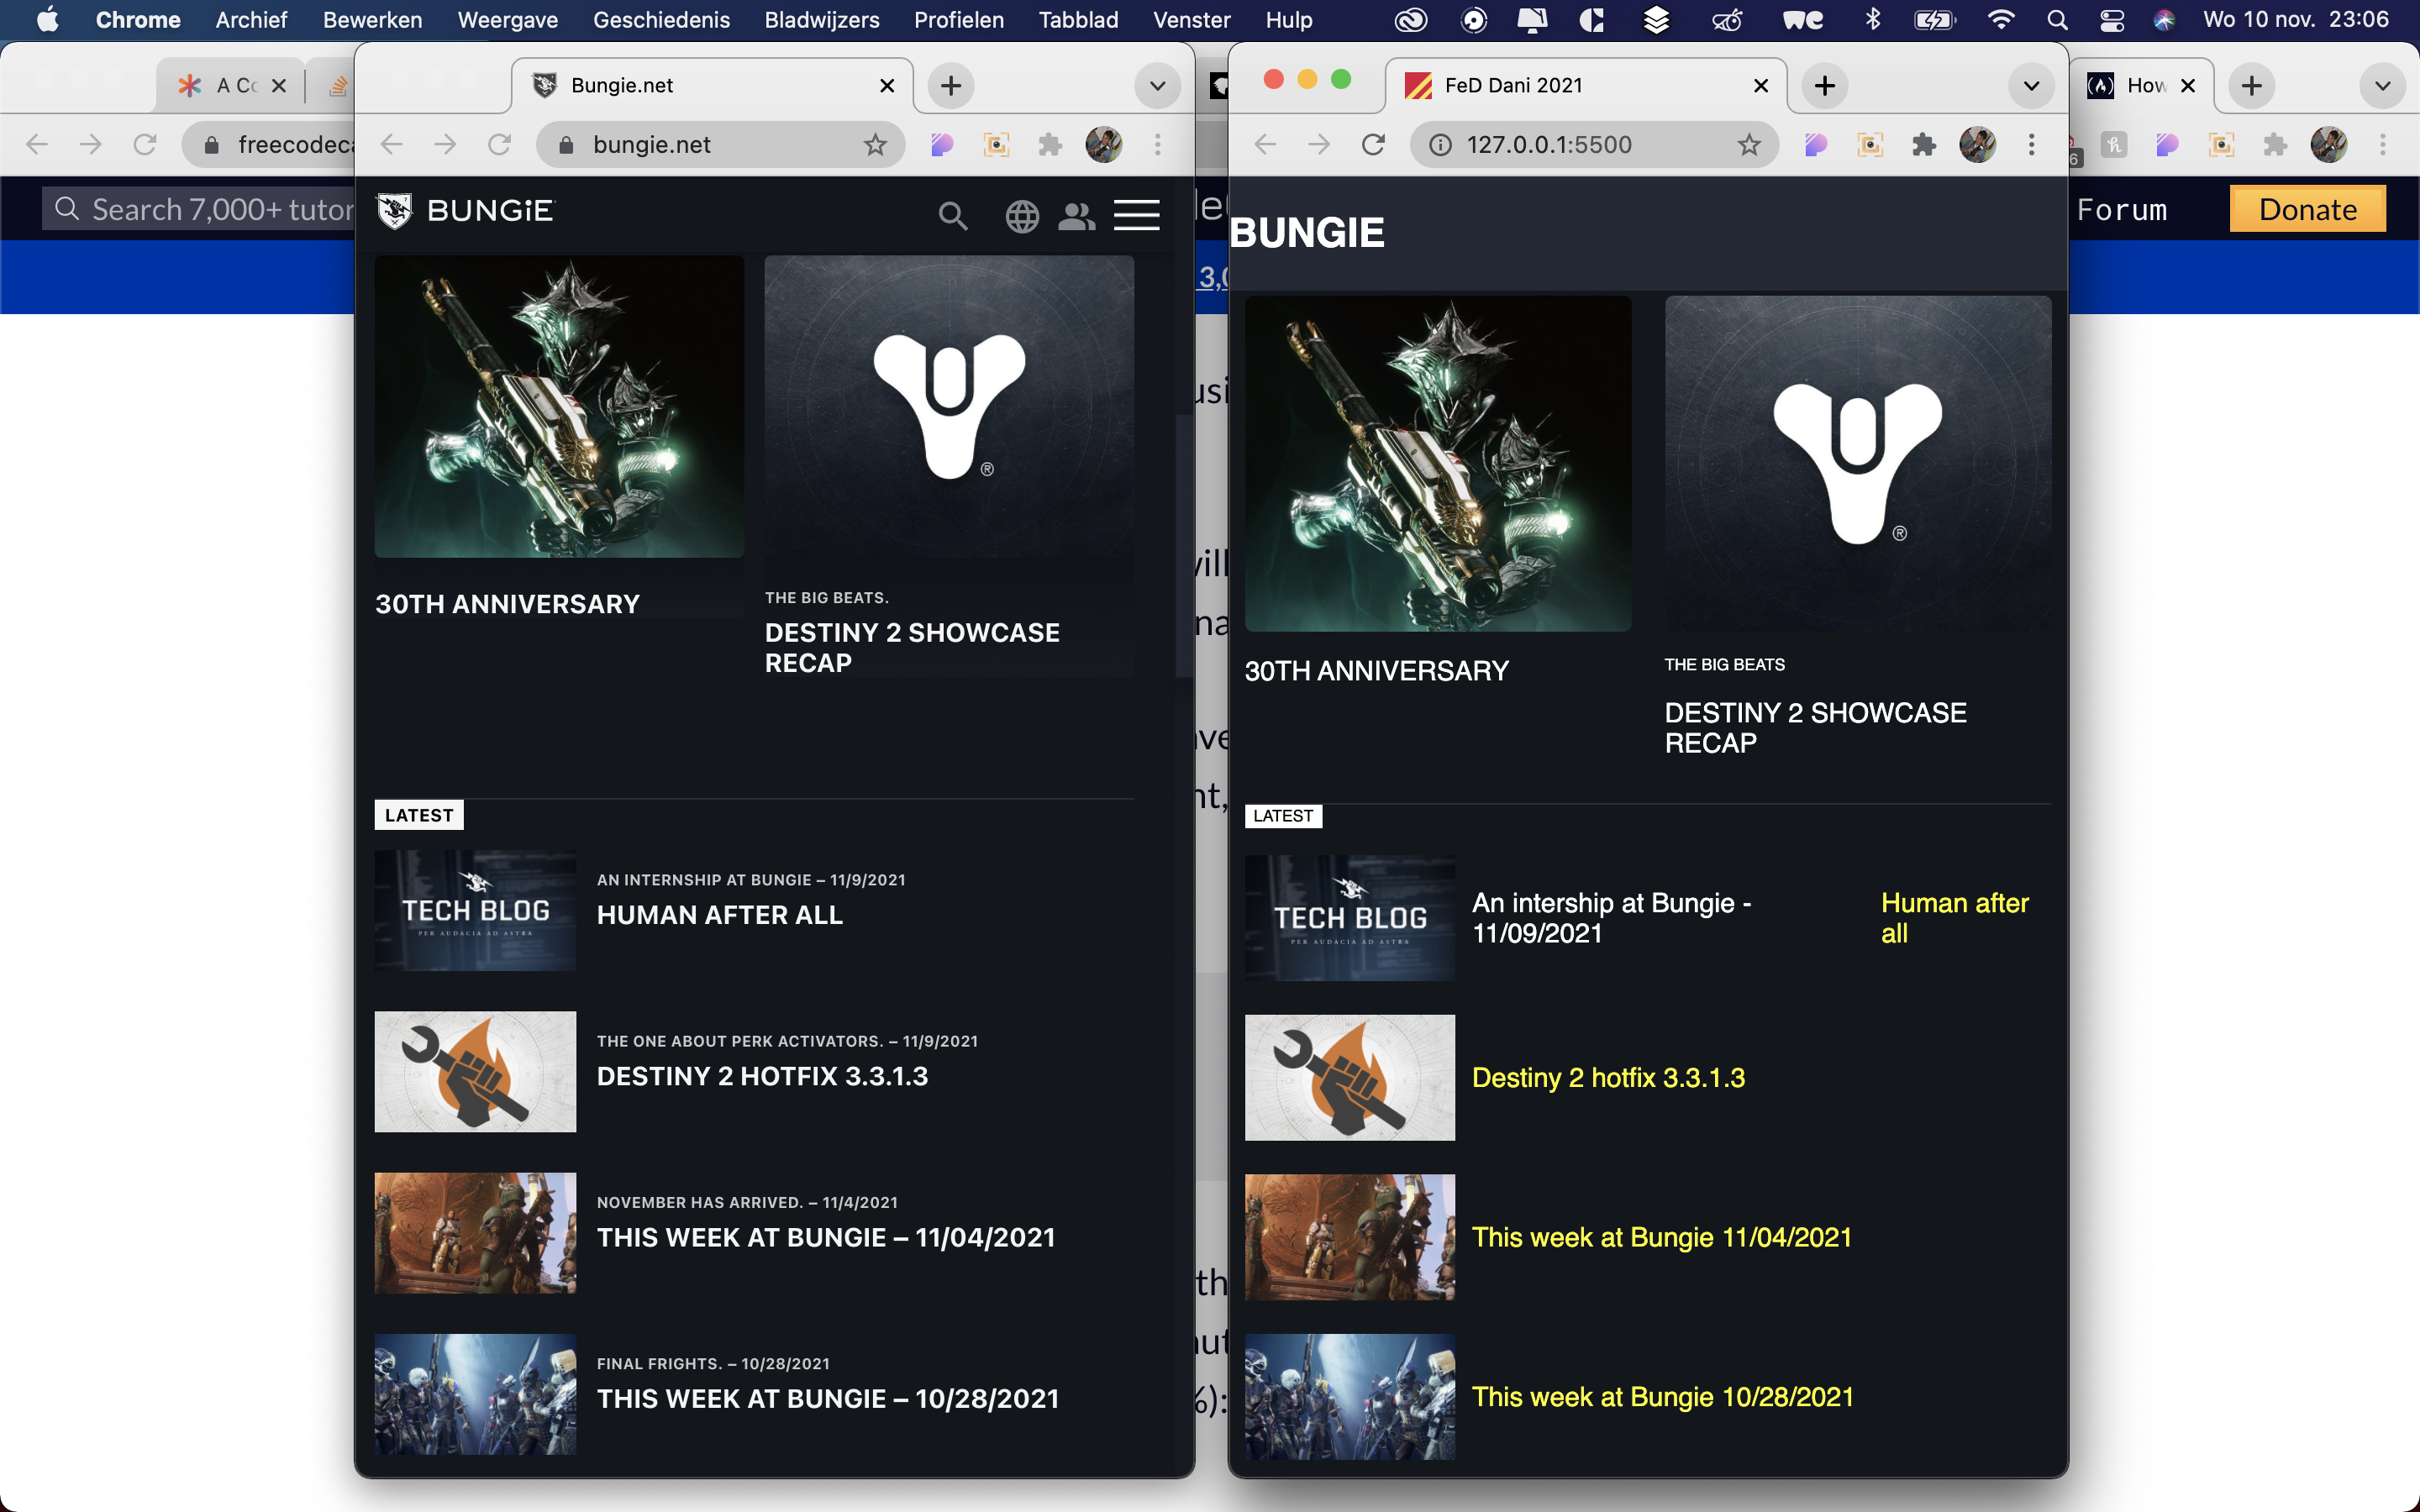 Chrome Archief Bewerken Weergave Geschiedenis Bladwijzers Profielen Tabblad Venster Hulp Wo 10 nov. 23:06
A Co
Bungie.net
FeD Dani 2021
How
freecodeca
bungie.net
127.0.0.1:5500
Search 7,000+ tutor
Forum
Donate
BUNGiE
BUNGIE
30TH ANNIVERSARY
THE BIG BEATS.
DESTINY 2 SHOWCASE
RECAP
LATEST
TECH BLOG
PER AUDACIA AD ASTRA
AN INTERNSHIP AT BUNGIE – 11/9/2021
HUMAN AFTER ALL
THE ONE ABOUT PERK ACTIVATORS. – 11/9/2021
DESTINY 2 HOTFIX 3.3.1.3
NOVEMBER HAS ARRIVED. – 11/4/2021
THIS WEEK AT BUNGIE – 11/04/2021
FINAL FRIGHTS. – 10/28/2021
THIS WEEK AT BUNGIE – 10/28/2021
30TH ANNIVERSARY
THE BIG BEATS
DESTINY 2 SHOWCASE
RECAP
LATEST
TECH BLOG
PER AUDACIA AD ASTRA
An intership at Bungie -
11/09/2021
Human after
all
Destiny 2 hotfix 3.3.1.3
This week at Bungie 11/04/2021
This week at Bungie 10/28/2021